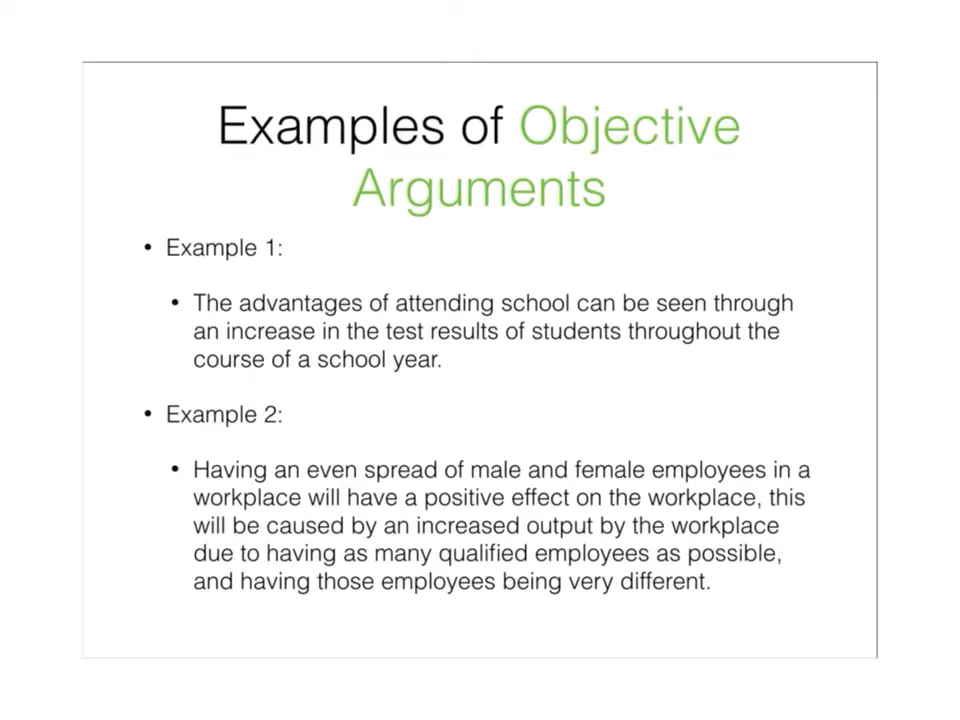 Examples of Objective
Arguments
• Example 1:
• The advantages of attending school can be seen through
an increase in the test results of students throughout the
course of a school year.
• Example 2:
• Having an even spread of male and female employees in a
workplace will have a positive effect on the workplace, this
will be caused by an increased output by the workplace
due to having as many qualified employees as possible,
and having those employees being very different.